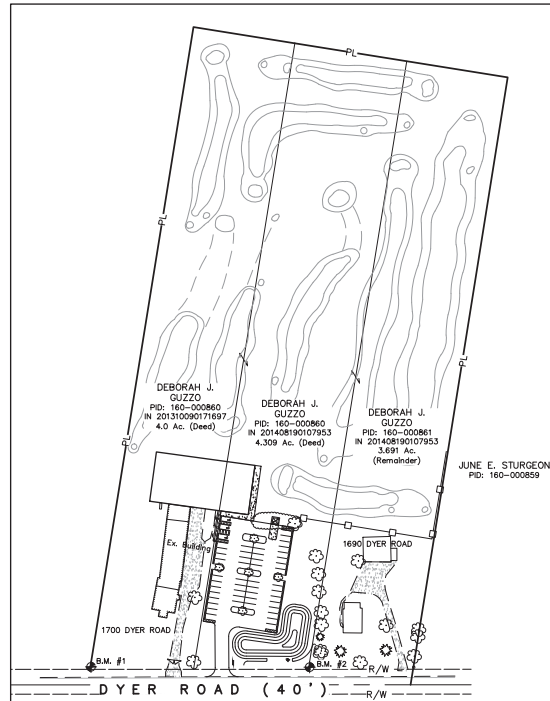 PL
PL
PL
PL
DEBORAH J.
GUZZO
PID: 160-000860
IN 201310090171697
4.0 Ac. (Deed)
DEBORAH J.
GUZZO
PID: 160-000860
IN 201408190107953
4.309 Ac. (Deed)
DEBORAH J.
GUZZO
PID: 160-000861
IN 201408190107953
3.691 Ac.
(Remainder)
JUNE E. STURGEON
PID: 160-000859
PL
Ex. Building
1690 DYER ROAD
1700 DYER ROAD
B.M. #1
B.M. #2
R/W
DYER ROAD (40')
R/W